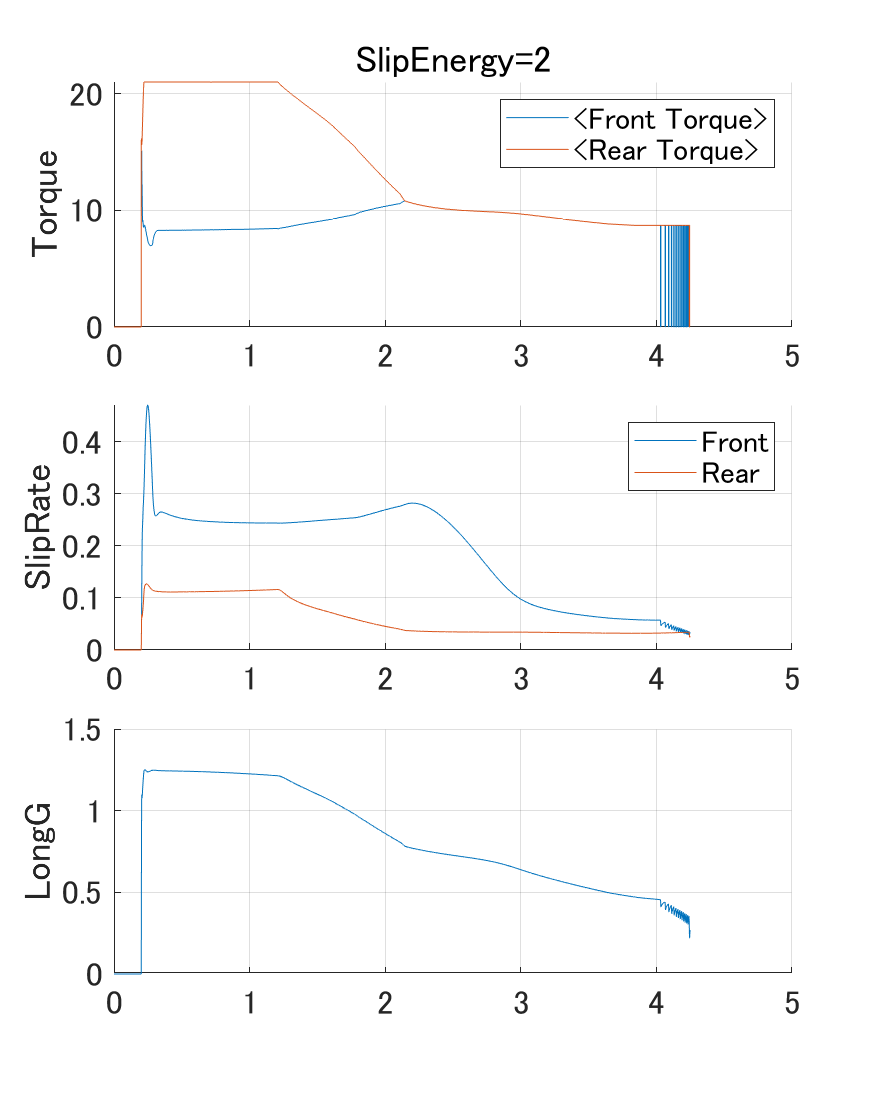 SlipEnergy=2
20
10
0
Torque
<Front Torque>
<Rear Torque>
0 1 2 3 4 5
0.4
0.3
0.2
0.1
0
SlipRate
Front
Rear
0 1 2 3 4 5
1.5
1
0.5
0
LongG
0 1 2 3 4 5